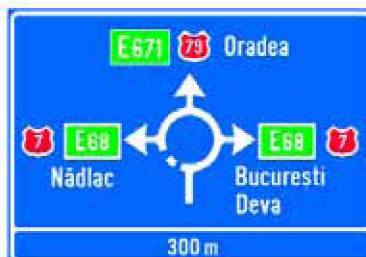 E671 79 Oradea
7 E68
Nădlac
E68 7
Bucuresti
Deva
300 m